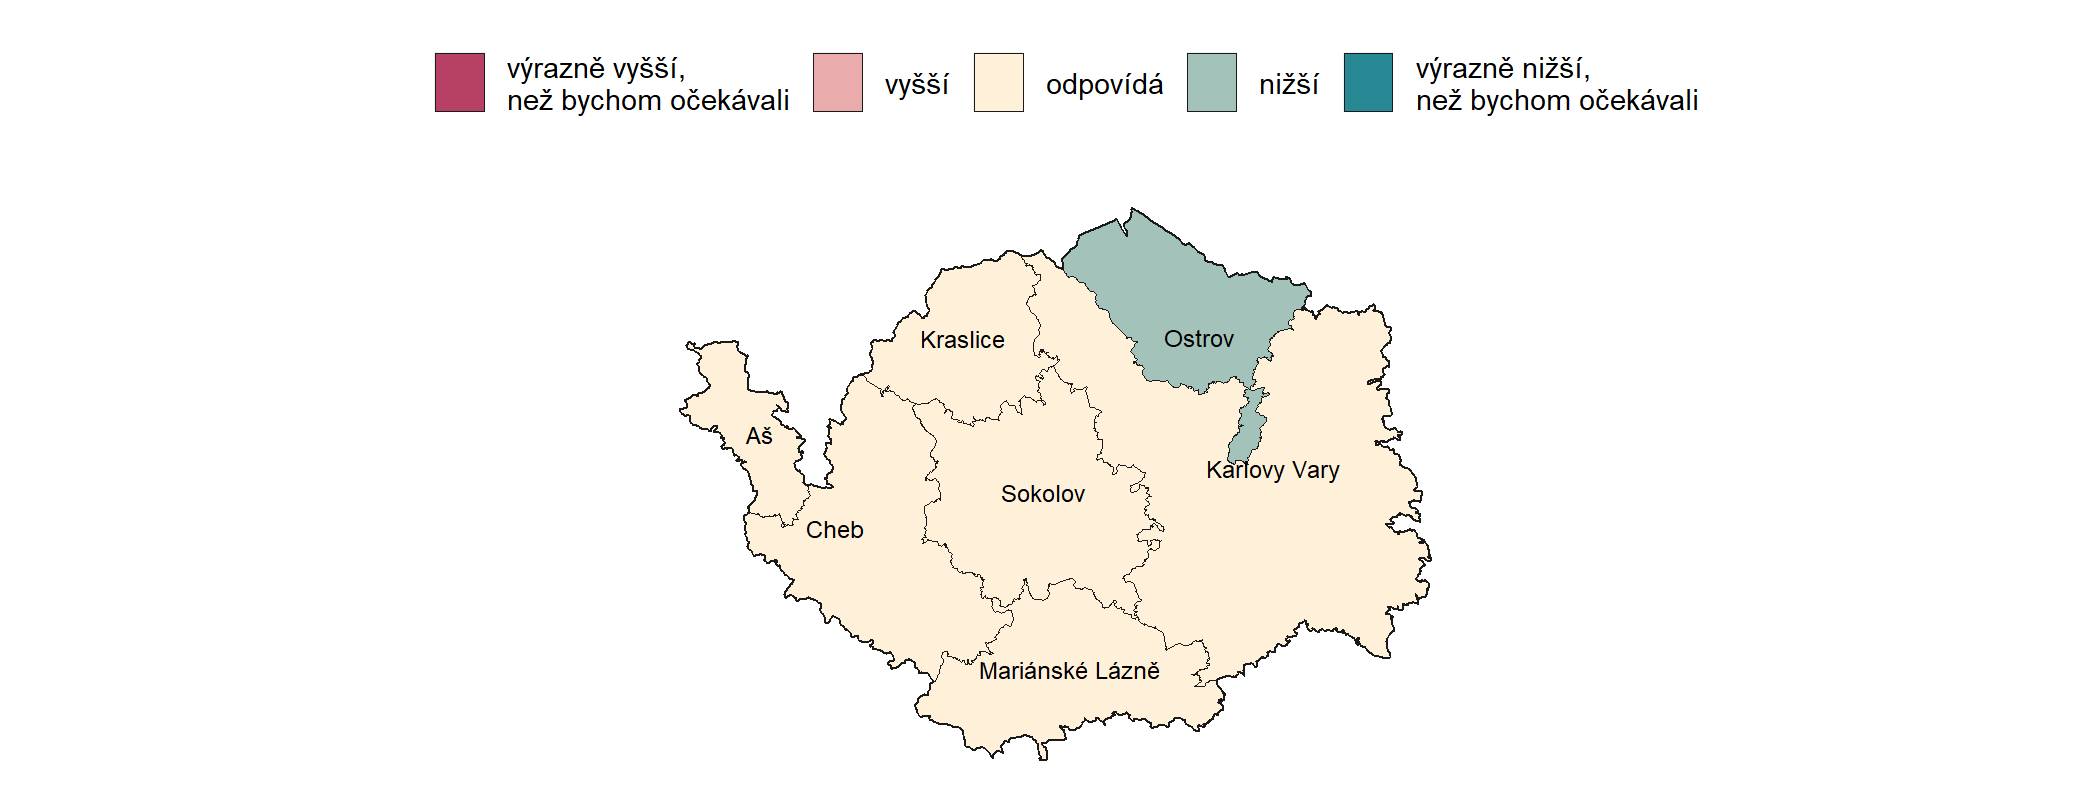 výrazně vyšší,
než bychom očekávali
vyšší
odpovídá
nižší
výrazně nižší,
než bychom očekávali
Kraslice
Ostrov
Aš
Karlovy Vary
Sokolov
Cheb
Mariánské Lázně